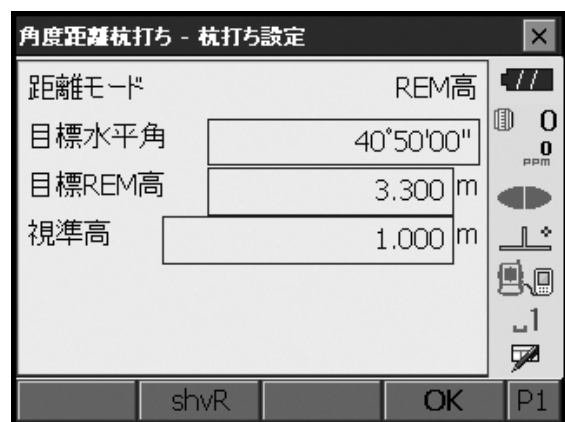 角度距離杭打ち - 杭打ち設定 ×
距離モード REM高
目標水平角 40°50'00"
目標REM高 3.300 m
視準高 1.000 m
0
0
PPM
1
shvR OK P1